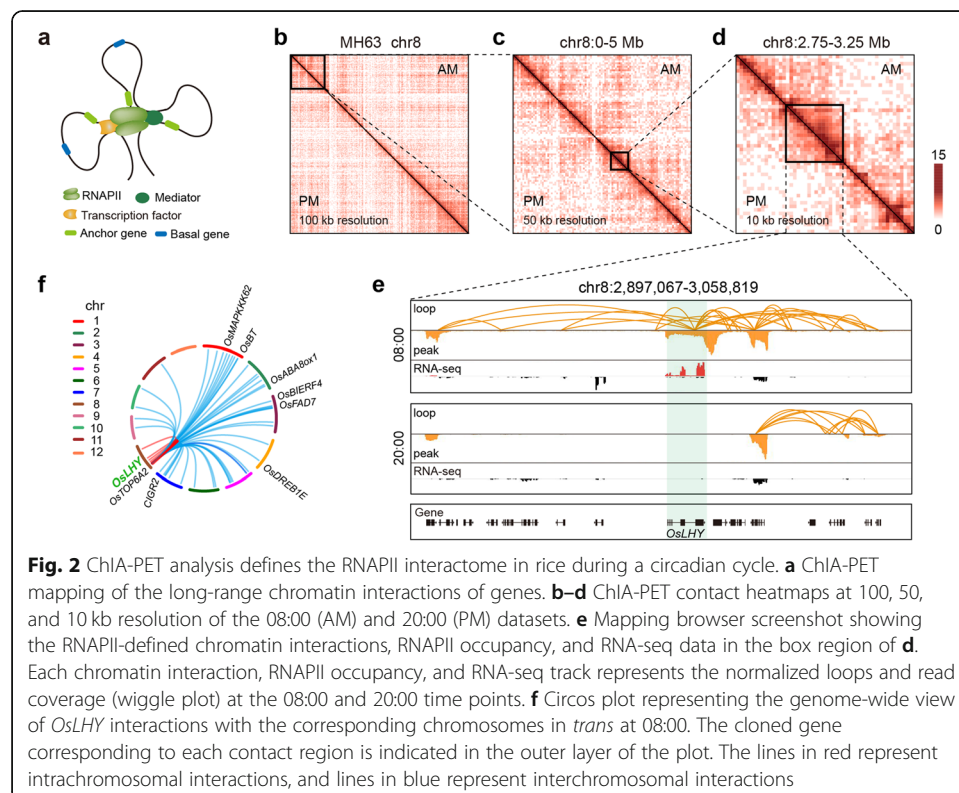 a
RNAPII
Mediator
Transcription factor
Anchor gene
Basal gene
b
MH63 chr8
AM
PM
100 kb resolution
c
chr8:0-5 Mb
AM
PM
50 kb resolution
d
chr8:2.75-3.25 Mb
AM
PM
10 kb resolution
15
0
f
chr
1
2
3
4
5
6
7
8
9
10
11
12
OsMAPKKK62
OsBT
OsABA8ox1
OsBIERF4
OsFAD7
OsDREB1E
CIGR2
OsTOP6A2
OsLHY
e
chr8:2,897,067-3,058,819
08:00
loop
peak
RNA-seq
20:00
loop
peak
RNA-seq
Gene
OsLHY
Fig. 2 ChIA-PET analysis defines the RNAPII interactome in rice during a circadian cycle. a ChIA-PET
mapping of the long-range chromatin interactions of genes. b–d ChIA-PET contact heatmaps at 100, 50,
and 10 kb resolution of the 08:00 (AM) and 20:00 (PM) datasets. e Mapping browser screenshot showing
the RNAPII-defined chromatin interactions, RNAPII occupancy, and RNA-seq data in the box region of d.
Each chromatin interaction, RNAPII occupancy, and RNA-seq track represents the normalized loops and read
coverage (wiggle plot) at the 08:00 and 20:00 time points. f Circos plot representing the genome-wide view
of OsLHY interactions with the corresponding chromosomes in trans at 08:00. The cloned gene
corresponding to each contact region is indicated in the outer layer of the plot. The lines in red represent
intrachromosomal interactions, and lines in blue represent interchromosomal interactions